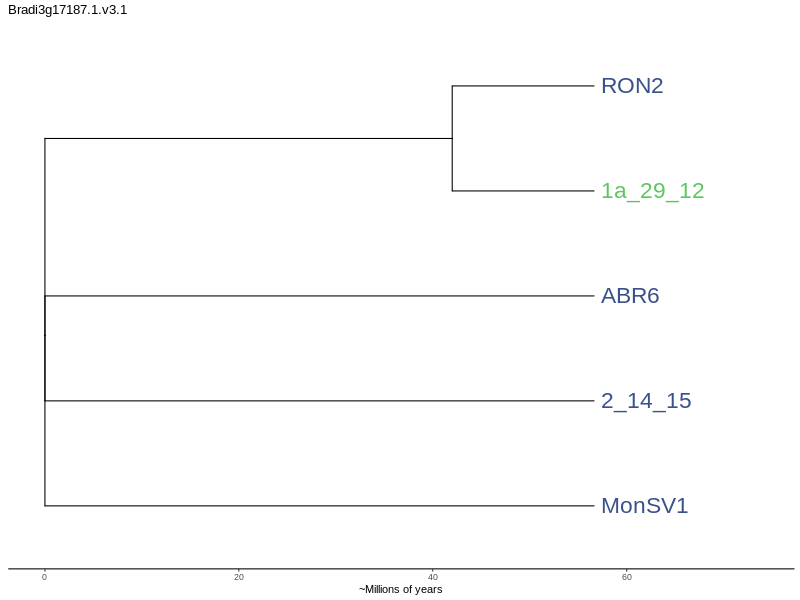 Bradi3g17187.1.v3.1
RON2
1a_29_12
ABR6
2_14_15
MonSV1
0 20 40 60
~Millions of years